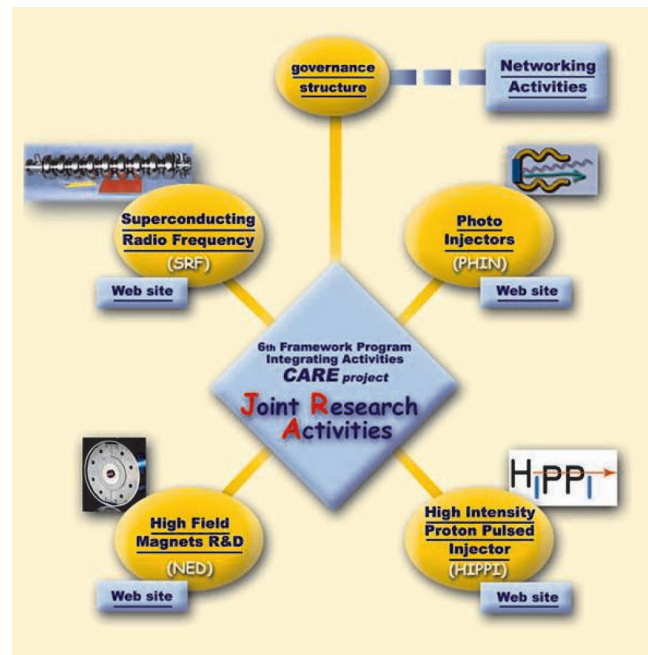 governance
structure
Networking
Activities
Superconducting
Radio Frequency
(SRF)
Web site
Photo
Injectors
(PHIN)
Web site
6th Framework Program
Integrating Activities
CARE project
Joint Research
Activities
High Field
Magnets R&D
(NED)
Web site
HIPPI
High Intensity
Proton Pulsed
Injector
(HIPPI)
Web site